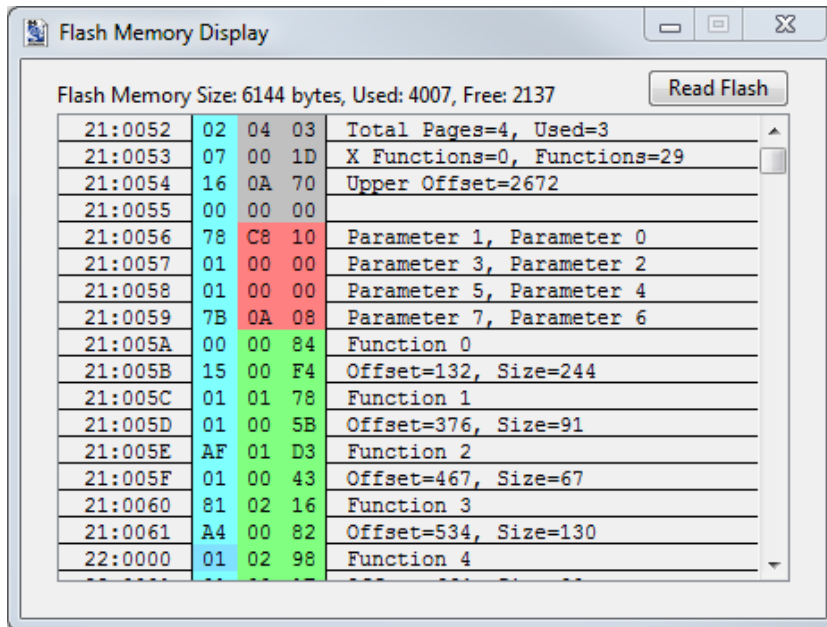 Flash Memory Display
Flash Memory Size: 6144 bytes, Used: 4007, Free: 2137 Read Flash
21:0052 02 04 03 Total Pages=4, Used=3
21:0053 07 00 1D X Functions=0, Functions=29
21:0054 16 0A 70 Upper Offset=2672
21:0055 00 00 00
21:0056 78 C8 10 Parameter 1, Parameter 0
21:0057 01 00 00 Parameter 3, Parameter 2
21:0058 01 00 00 Parameter 5, Parameter 4
21:0059 7B 0A 08 Parameter 7, Parameter 6
21:005A 00 00 84 Function 0
21:005B 15 00 F4 Offset=132, Size=244
21:005C 01 01 78 Function 1
21:005D 01 00 5B Offset=376, Size=91
21:005E AF 01 D3 Function 2
21:005F 01 00 43 Offset=467, Size=67
21:0060 81 02 16 Function 3
21:0061 A4 00 82 Offset=534, Size=130
22:0000 01 02 98 Function 4